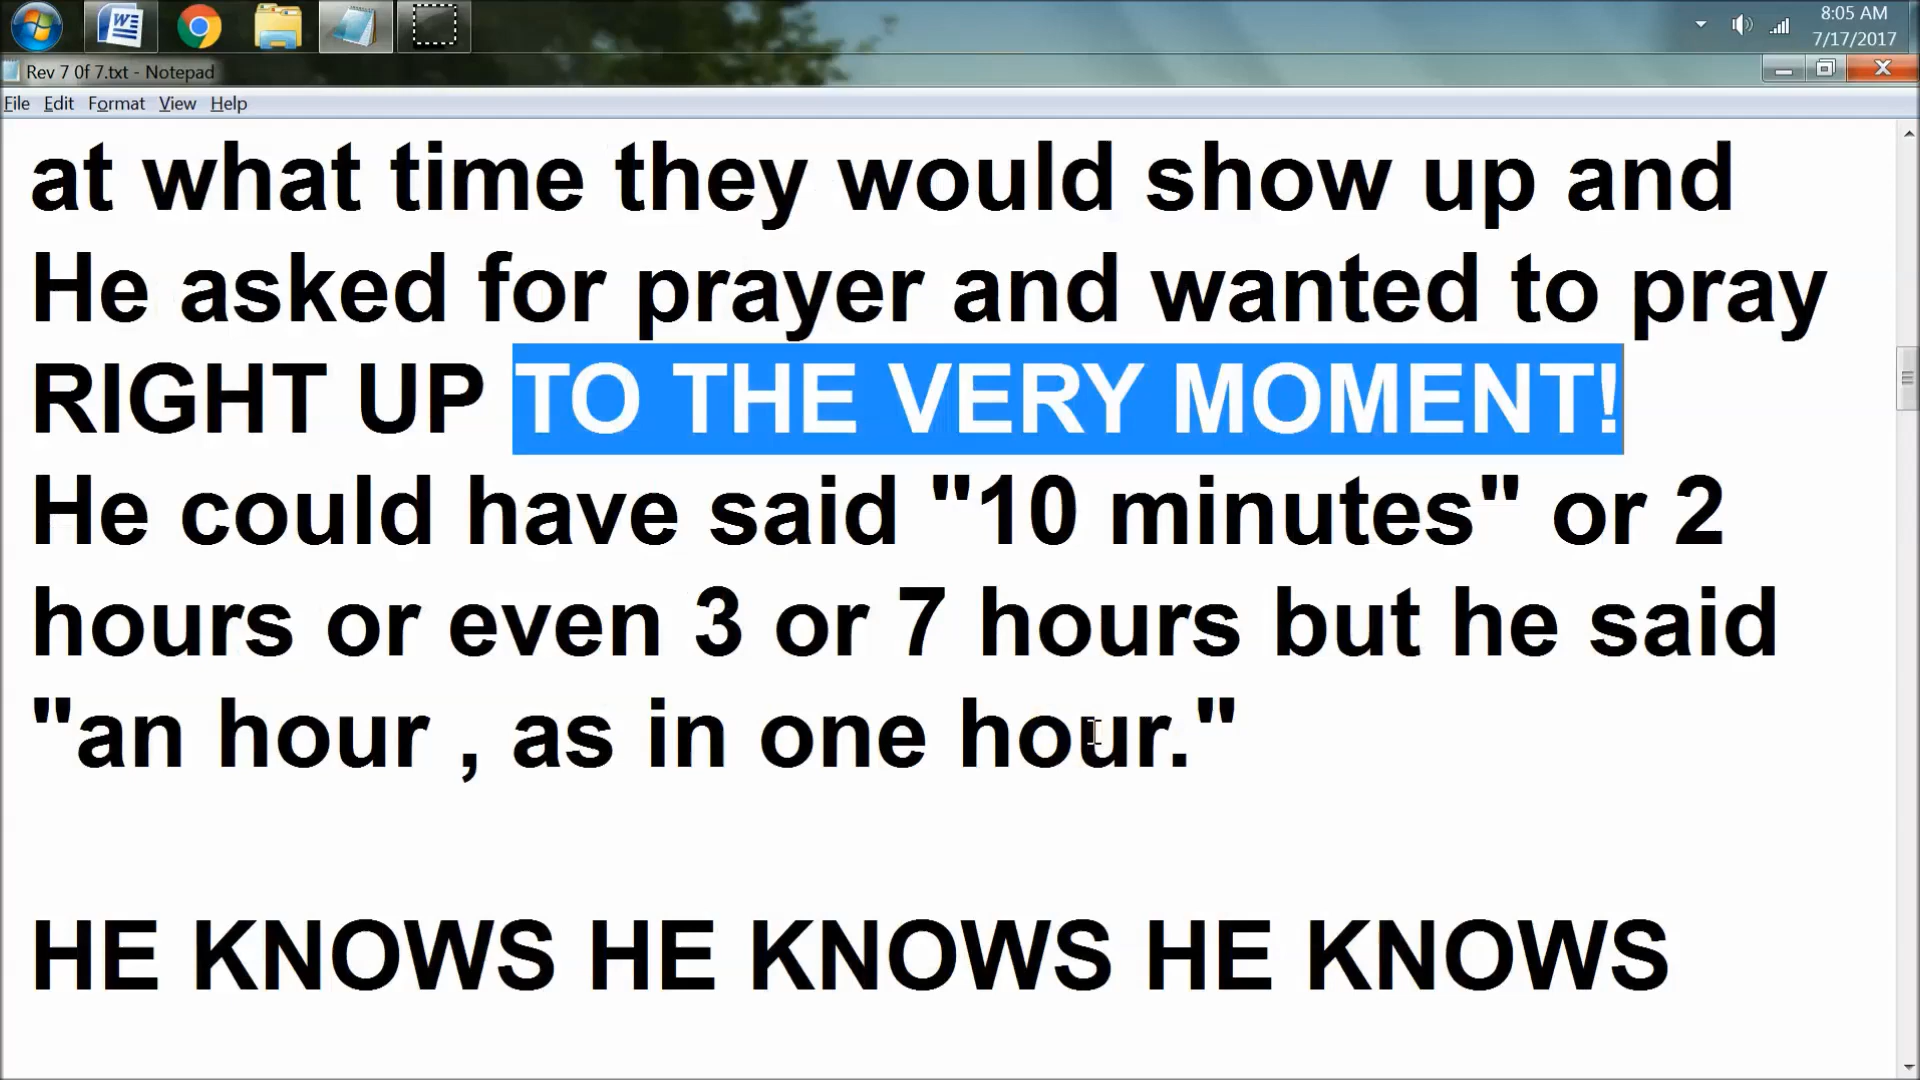 8:05 AM
7/17/2017
Rev 7 0f 7.txt - Notepad
File Edit Format View Help
at what time they would show up and
He asked for prayer and wanted to pray
RIGHT UP TO THE VERY MOMENT!
He could have said "10 minutes" or 2
hours or even 3 or 7 hours but he said
"an hour , as in one hour."
HE KNOWS HE KNOWS HE KNOWS